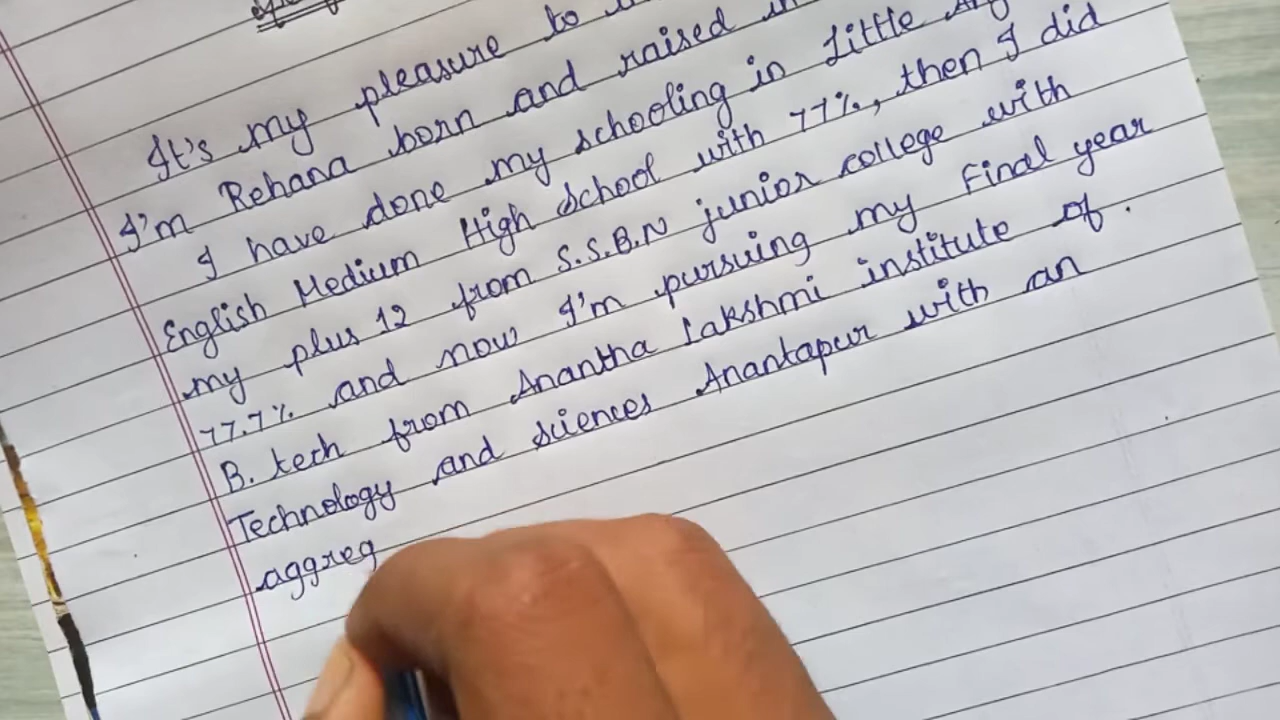 It's my pleasure to
I'm Rehana born and raised in
I have done my schooling in Little
English Medium High School with 77%, then I did
my plus 12 from S.S.B.N junior college with
77.7% and now I'm pursuing my Final year
B. tech from Anantha Lakshmi institute of
Technology and sciences Anantapur with an
aggreg